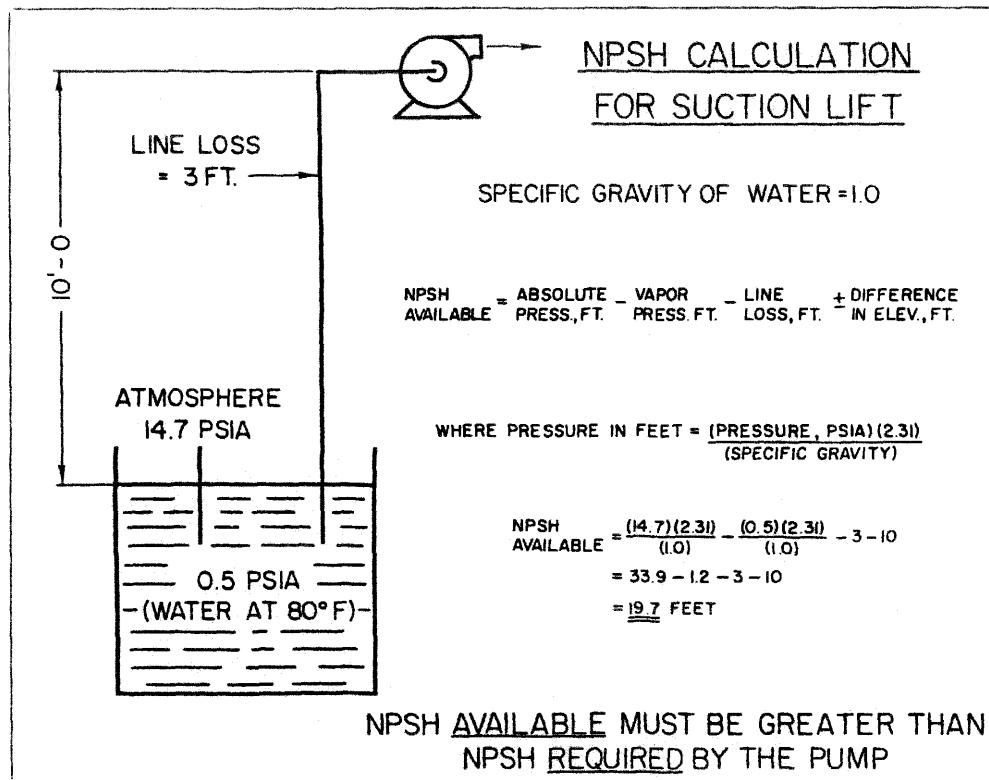 NPSH CALCULATION
FOR SUCTION LIFT
LINE LOSS
= 3 FT.
10'-0
SPECIFIC GRAVITY OF WATER = 1.0
NPSH AVAILABLE = ABSOLUTE PRESS., FT. - VAPOR PRESS. FT. - LINE LOSS, FT. ± DIFFERENCE IN ELEV., FT.
ATMOSPHERE
14.7 PSIA
WHERE PRESSURE IN FEET = (PRESSURE, PSIA)(2.31) / (SPECIFIC GRAVITY)
NPSH AVAILABLE = (14.7)(2.31) / (1.0) - (0.5)(2.31) / (1.0) - 3 - 10
= 33.9 - 1.2 - 3 - 10
= 19.7 FEET
0.5 PSIA
(WATER AT 80° F)
NPSH AVAILABLE MUST BE GREATER THAN
NPSH REQUIRED BY THE PUMP